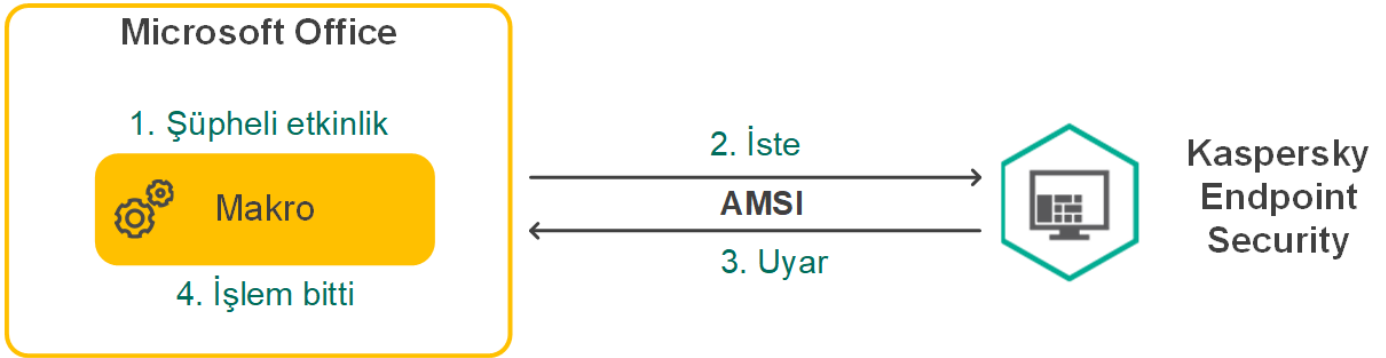 Microsoft Office
1. Şüpheli etkinlik
Makro
4. İşlem bitti
2. İste
AMSI
3. Uyar
Kaspersky
Endpoint
Security